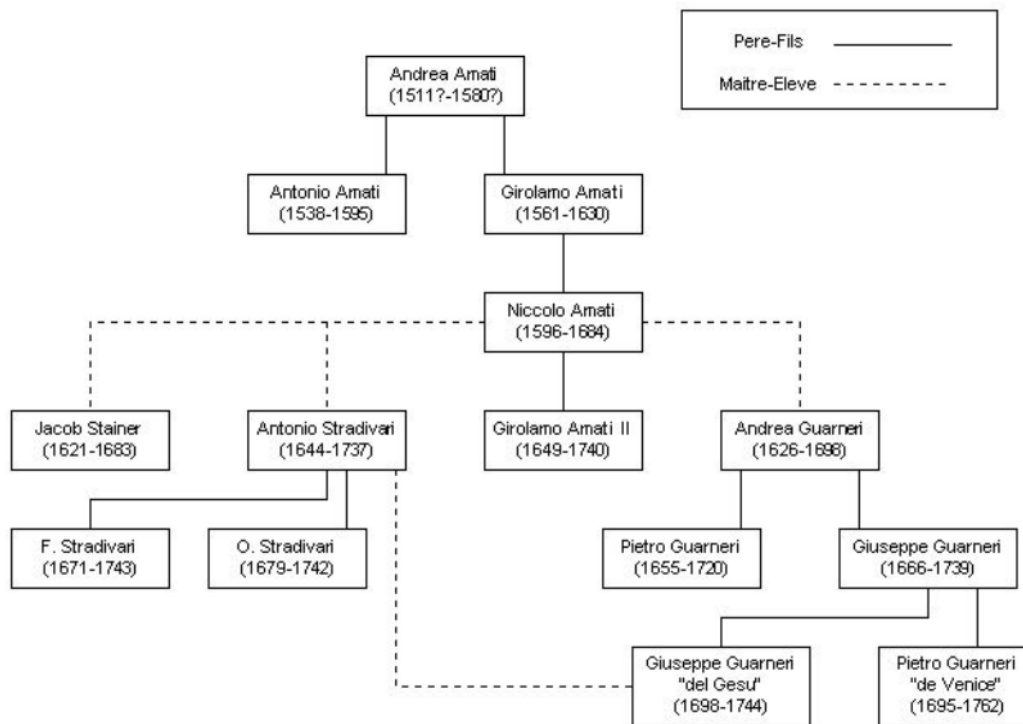 Pere-Fils
Maitre-Eleve
Andrea Amati
(1511?-1580?)
Antonio Amati
(1538-1595)
Girolamo Amati
(1561-1630)
Niccolo Amati
(1596-1684)
Jacob Stainer
(1621-1683)
Antonio Stradivari
(1644-1737)
Girolamo Amati II
(1649-1740)
Andrea Guarneri
(1626-1698)
F. Stradivari
(1671-1743)
O. Stradivari
(1679-1742)
Pietro Guarneri
(1655-1720)
Giuseppe Guarneri
(1666-1739)
Giuseppe Guarneri
"del Gesu"
(1698-1744)
Pietro Guarneri
"de Venice"
(1695-1762)